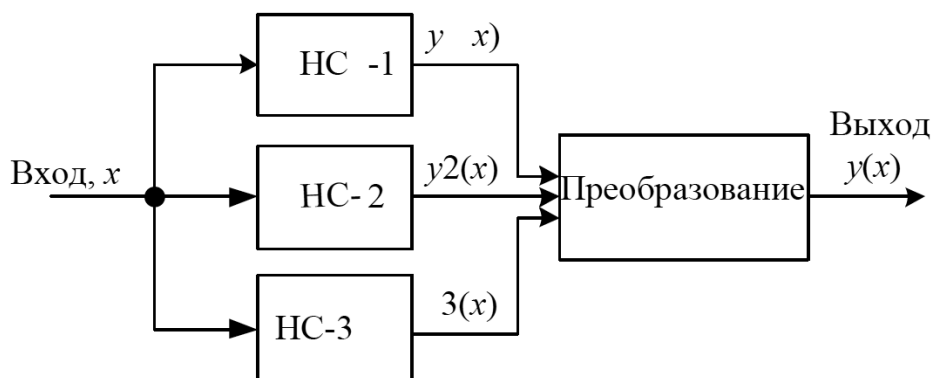 НС -1
y x)
Вход, x
НС- 2
y2(x)
Преобразование
Выход
y(x)
НС-3
3(x)